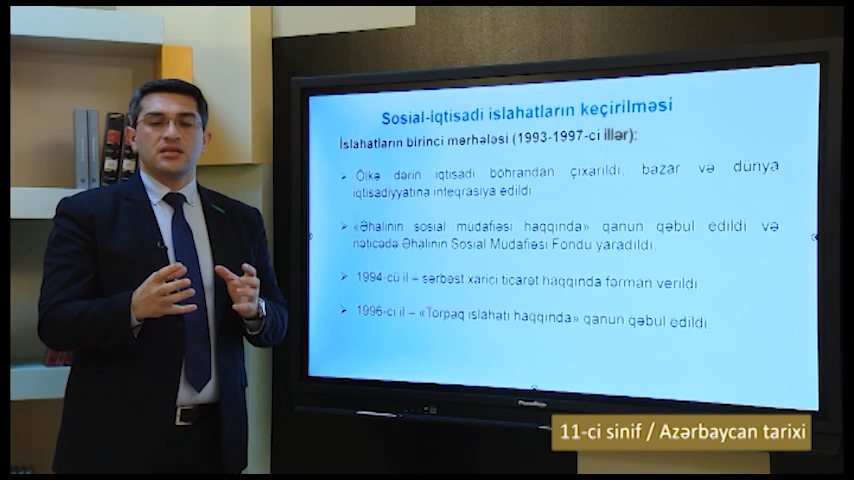 Sosial-iqtisadi islahatların keçirilməsi
İslahatların birinci mərhələsi (1993-1997-ci illər):
➢ Ölkə dərin iqtisadi böhrandan çıxarıldı, bazar və dünya
iqtisadiyyatına inteqrasiya edildi.
➢ «Əhalinin sosial müdafiəsi haqqında» qanun qəbul edildi və
nəticədə Əhalinin Sosial Müdafiəsi Fondu yaradıldı.
➢ 1994-cü il – sərbəst xarici ticarət haqqında fərman verildi.
➢ 1996-cı il – «Torpaq islahatı haqqında» qanun qəbul edildi.
11-ci sinif / Azərbaycan tarixi